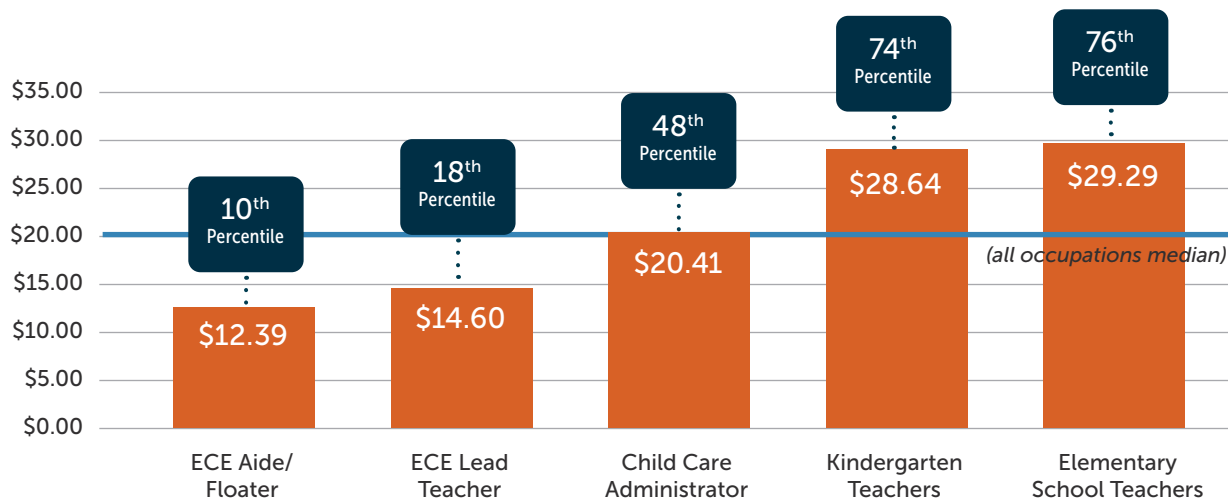 74th
Percentile
76th
Percentile
$35.00
48th
Percentile
$30.00
18th
Percentile
$25.00
10th
Percentile
$28.64
$29.29
$20.00
(all occupations median)
$20.41
$15.00
$14.60
$12.39
$10.00
$5.00
$0.00
ECE Aide/
Floater
ECE Lead
Teacher
Child Care
Administrator
Kindergarten
Teachers
Elementary
School Teachers